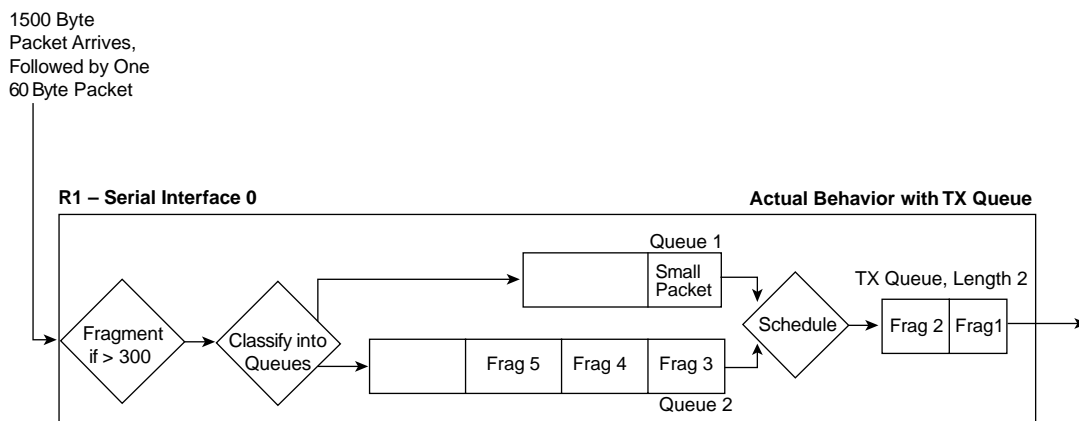 1500 Byte
Packet Arrives,
Followed by One
60 Byte Packet
R1 – Serial Interface 0
Actual Behavior with TX Queue
Queue 1
Small
Packet
TX Queue, Length 2
Fragment
if > 300
Classify into
Queues
Schedule
Frag 2
Frag1
Frag 5
Frag 4
Frag 3
Queue 2